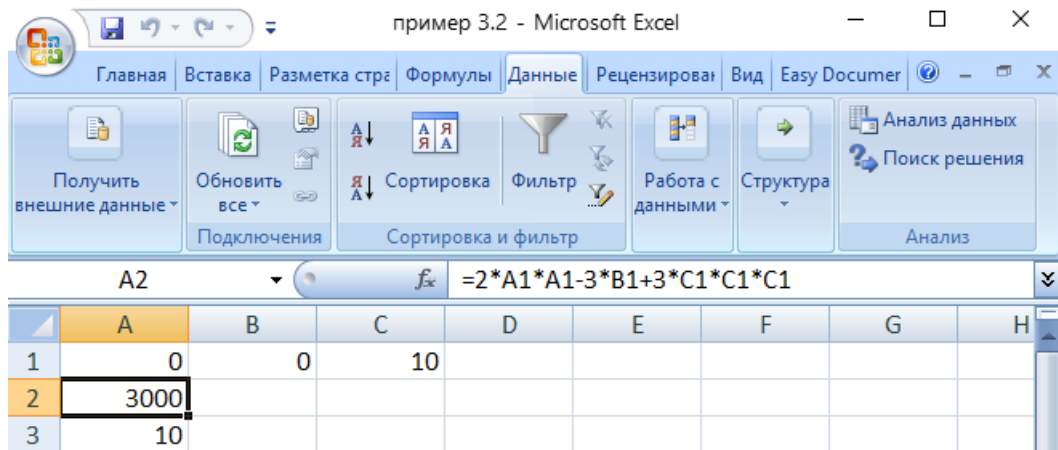 пример 3.2 - Microsoft Excel
Главная Вставка Разметка стра Формулы Данные Рецензирован Вид Easy Documer
Получить внешние данные
Обновить все
Подключения
А Я
Я А
А Я Я А
Сортировка
Фильтр
Сортировка и фильтр
Работа с данными
Структура
Анализ данных
Поиск решения
Анализ
A2 fx =2*A1*A1-3*B1+3*C1*C1*C1
A B C D E F G H
1 0 0 10
2 3000
3 10